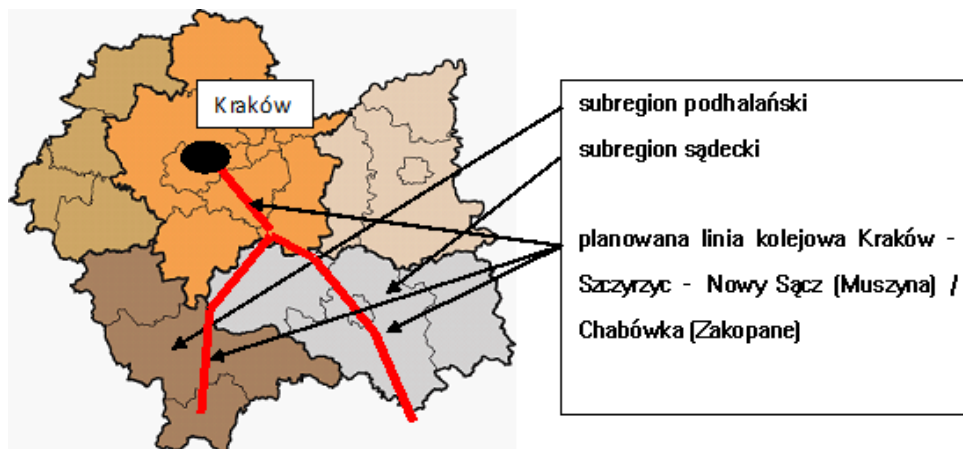 Kraków
subregion podhalański
subregion sądecki
planowana linia kolejowa Kraków -
Szczyrzyc - Nowy Sącz (Muszyna) /
Chabówka (Zakopane)